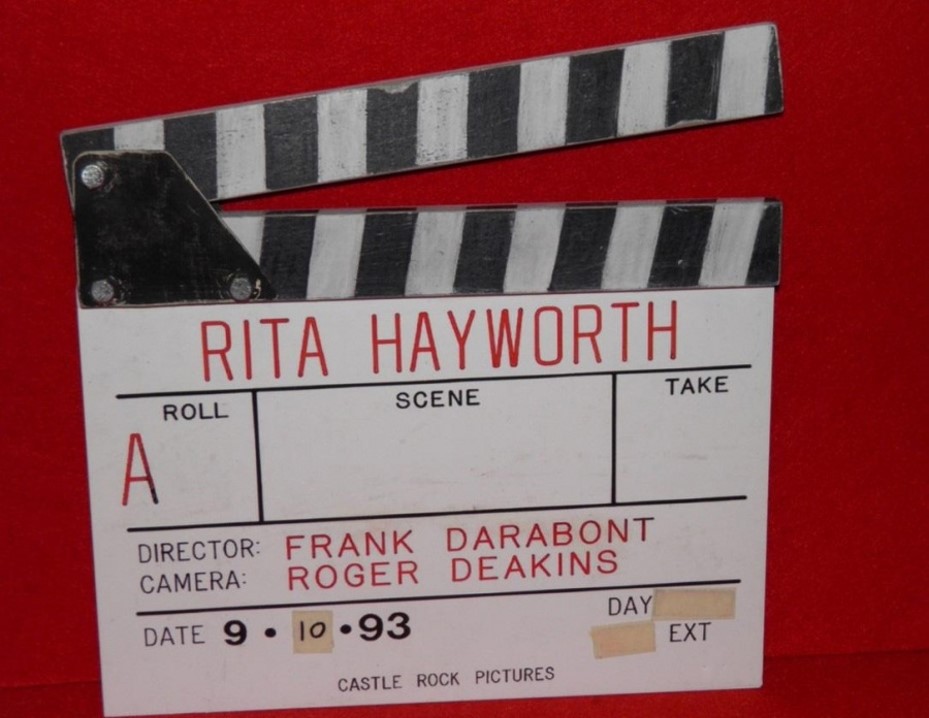 RITA HAYWORTH
ROLL SCENE TAKE
A
DIRECTOR: FRANK DARABONT
CAMERA: ROGER DEAKINS
DATE 9 • 10 • 93 DAY
EXT
CASTLE ROCK PICTURES